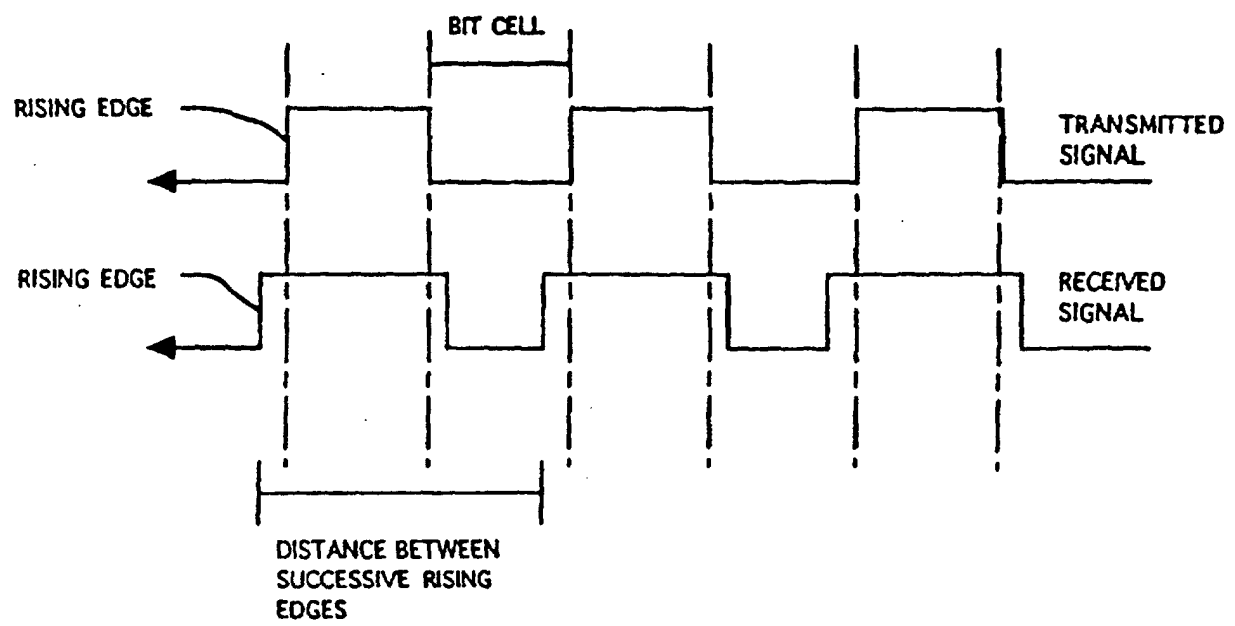 BIT CELL
RISING EDGE
TRANSMITTED
SIGNAL
RISING EDGE
RECEIVED
SIGNAL
DISTANCE BETWEEN
SUCCESSIVE RISING
EDGES